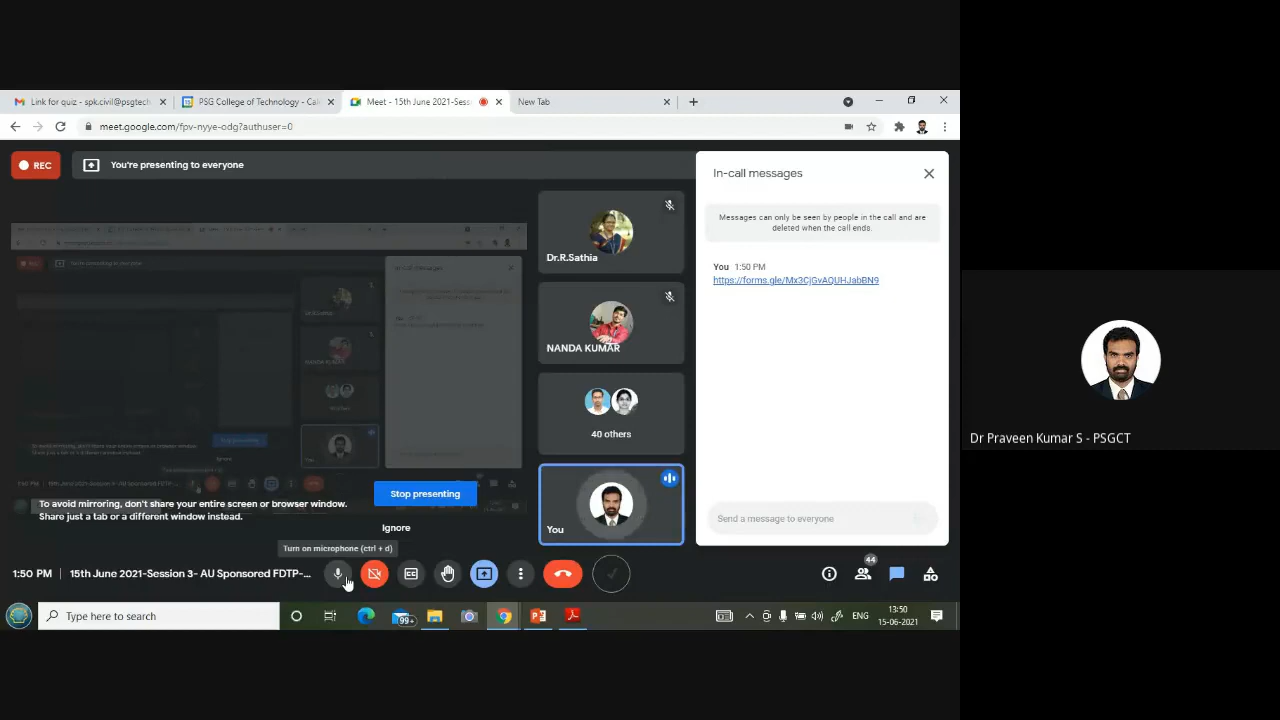 Link for quiz - spk.civil@psgtech
PSG College of Technology - Cal
Meet - 15th June 2021-Sess
New Tab
meet.google.com/fpv-nyye-odg?authuser=0
REC
You're presenting to everyone
In-call messages
Messages can only be seen by people in the call and are
deleted when the call ends.
You 1:50 PM
https://forms.gle/Mx3CjGvAQUHJabBN9
Dr.R.Sathia
NANDA KUMAR
40 others
You
Dr Praveen Kumar S - PSGCT
Stop presenting
To avoid mirroring, don't share your entire screen or browser window.
Share just a tab or a different window instead.
Ignore
Send a message to everyone
Turn on microphone (ctrl + d)
1:50 PM | 15th June 2021-Session 3- AU Sponsored FDTP-...
44
Type here to search
99+
ENG
13:50
15-06-2021